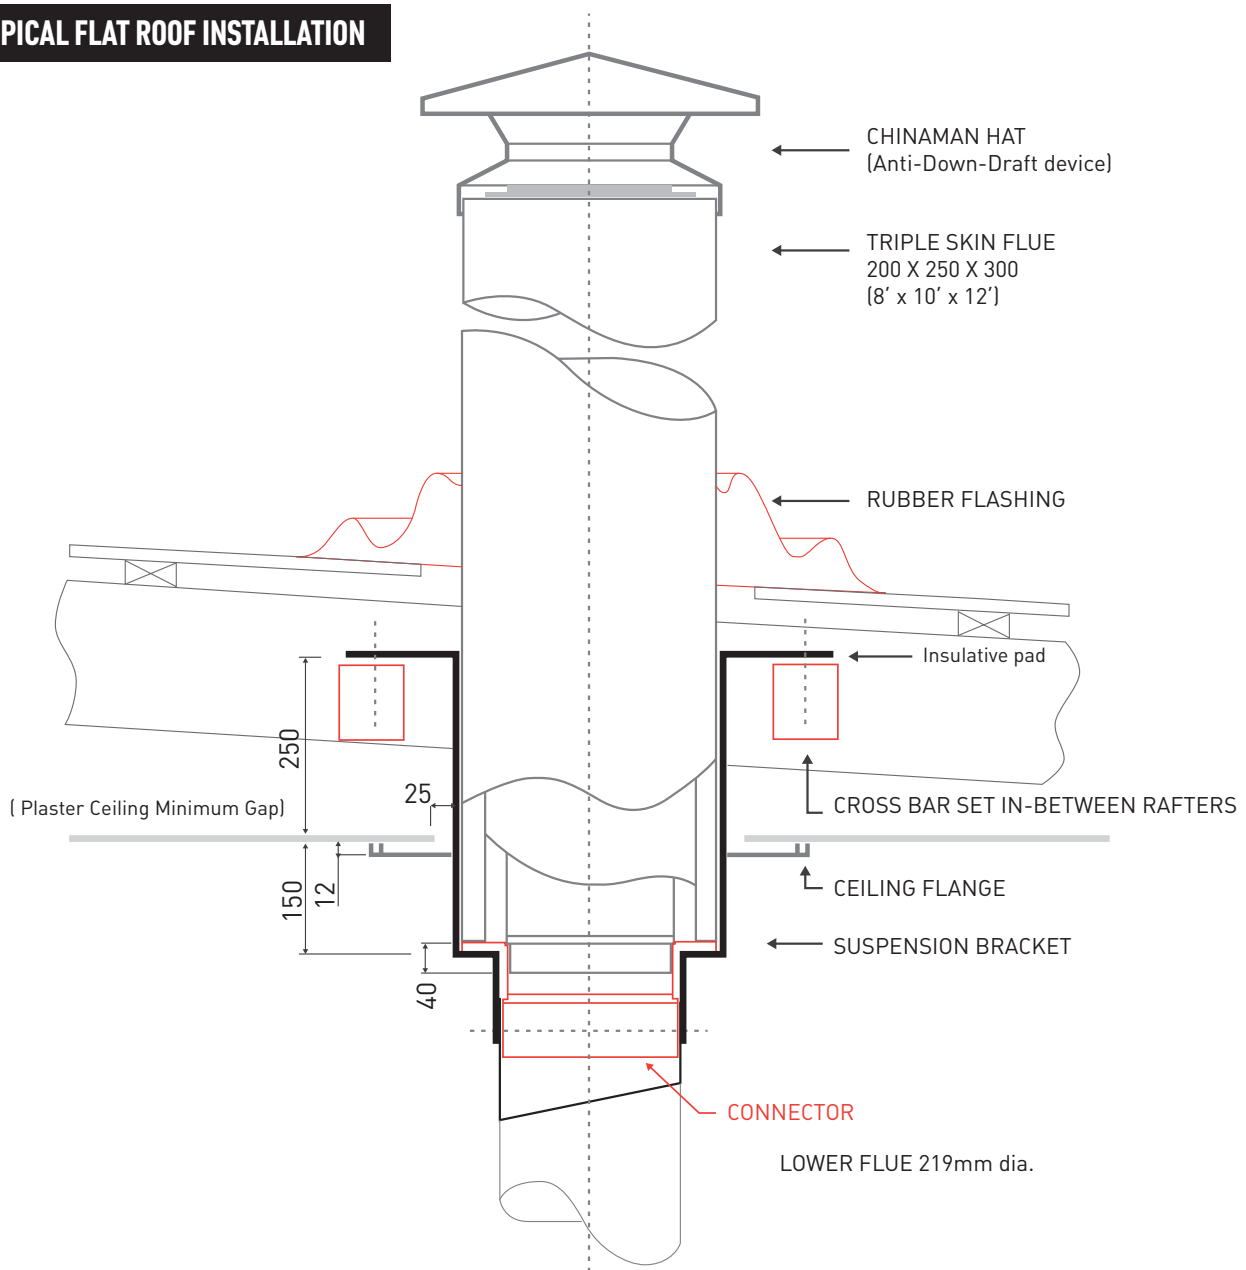 PICAL FLAT ROOF INSTALLATION
CHINAMAN HAT
(Anti-Down-Draft device)
TRIPLE SKIN FLUE
200 X 250 X 300
(8' x 10' x 12')
RUBBER FLASHING
Insulative pad
250
25
( Plaster Ceiling Minimum Gap)
CROSS BAR SET IN-BETWEEN RAFTERS
150
12
CEILING FLANGE
SUSPENSION BRACKET
40
CONNECTOR
LOWER FLUE 219mm dia.